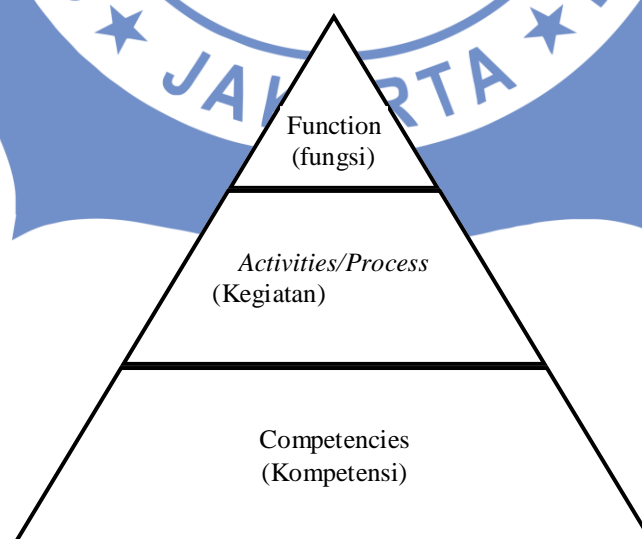 JAKARTA
Function
(fungsi)
Activities/Process
(Kegiatan)
Competencies
(Kompetensi)